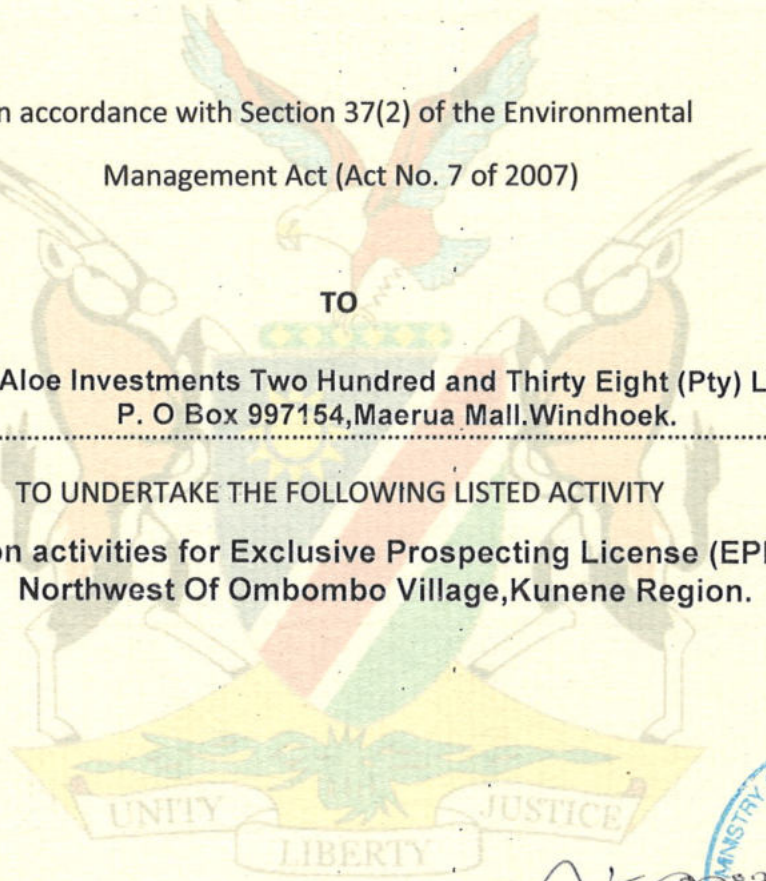 n accordance with Section 37(2) of the Environmental
Management Act (Act No. 7 of 2007)
TO
Aloe Investments Two Hundred and Thirty Eight (Pty) L
P. O Box 997154,Maerua Mall.Windhoek.
TO UNDERTAKE THE FOLLOWING LISTED ACTIVITY
on activities for Exclusive Prospecting License (EP
Northwest Of Ombombo Village,Kunene Region.
UNITY
LIBERTY
JUSTICE
MINISTRY